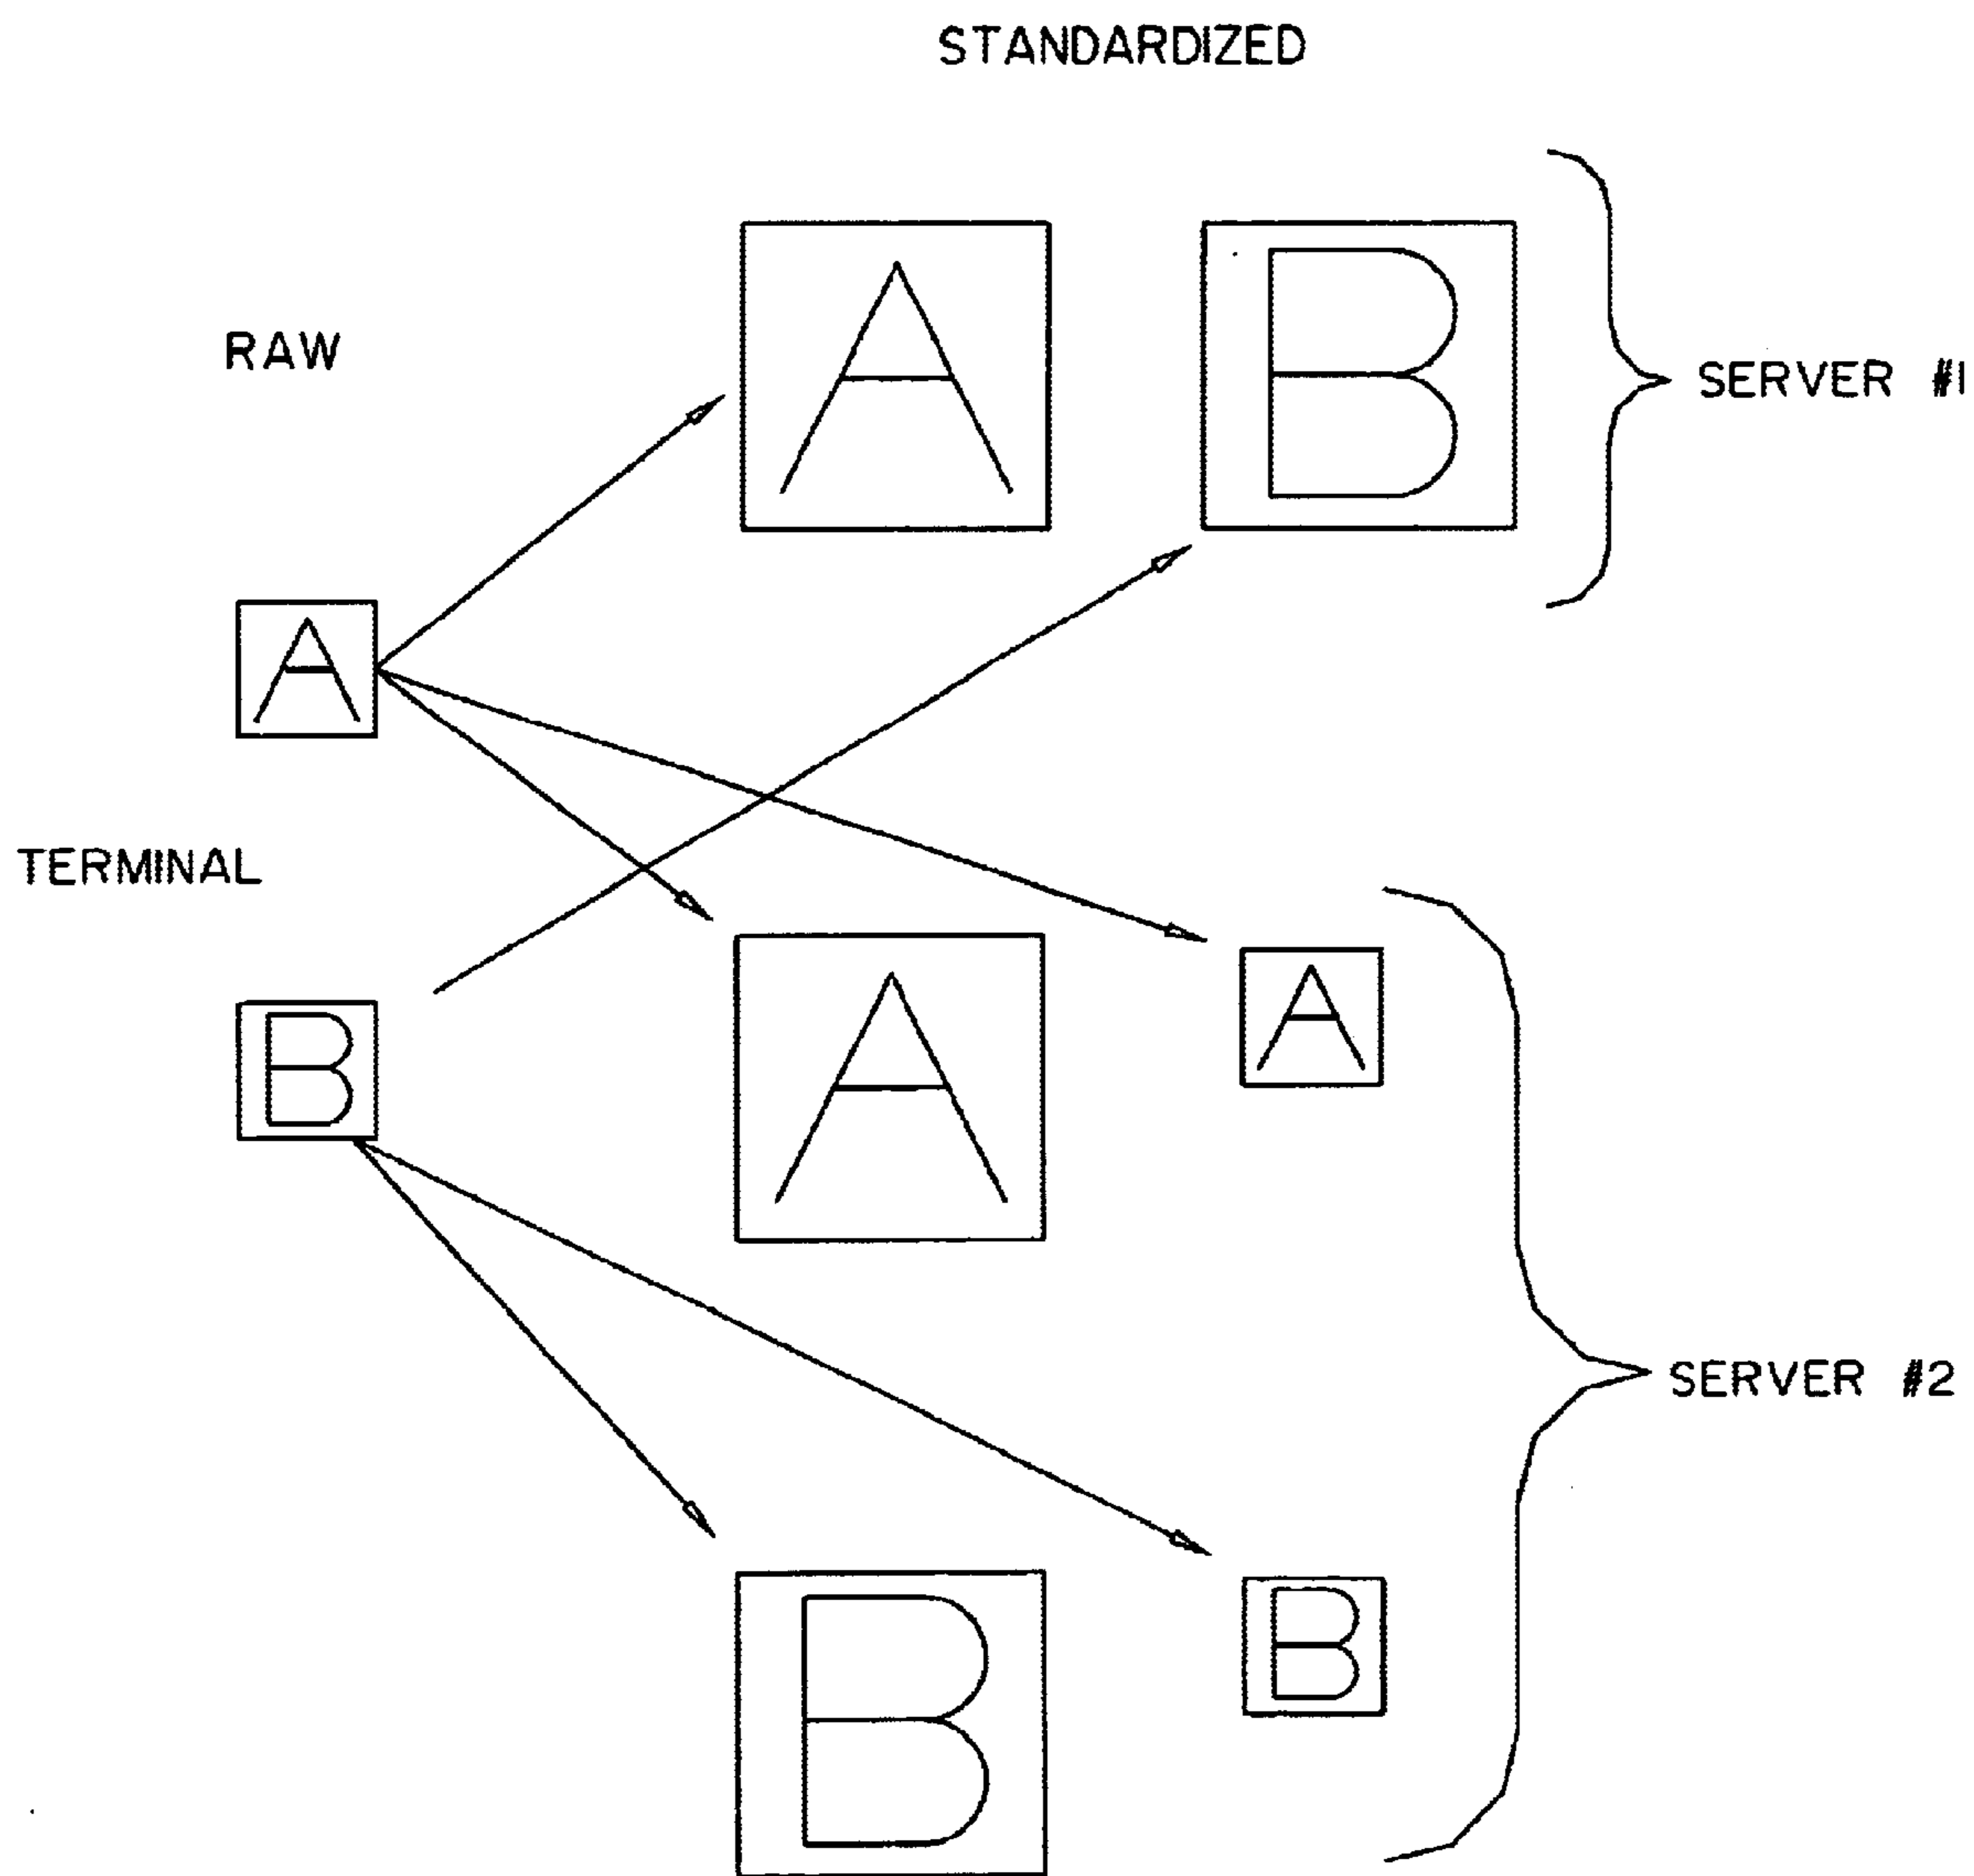 STANDARDIZED
RAW
A B
SERVER #1
A
TERMINAL
A A
B
SERVER #2
B B